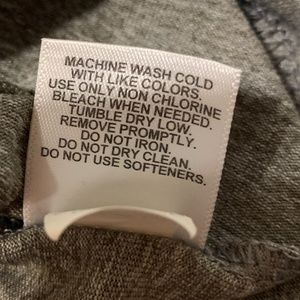 MACHINE WASH COLD
WITH LIKE COLORS.
USE ONLY NON CHLORINE
BLEACH WHEN NEEDED.
TUMBLE DRY LOW.
REMOVE PROMPTLY.
DO NOT IRON.
DO NOT DRY CLEAN.
DO NOT USE SOFTENERS.